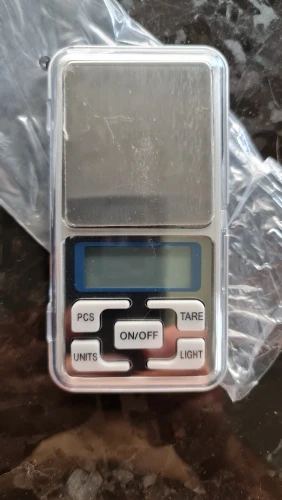 PCS
TARE
ON/OFF
UNITS
LIGHT